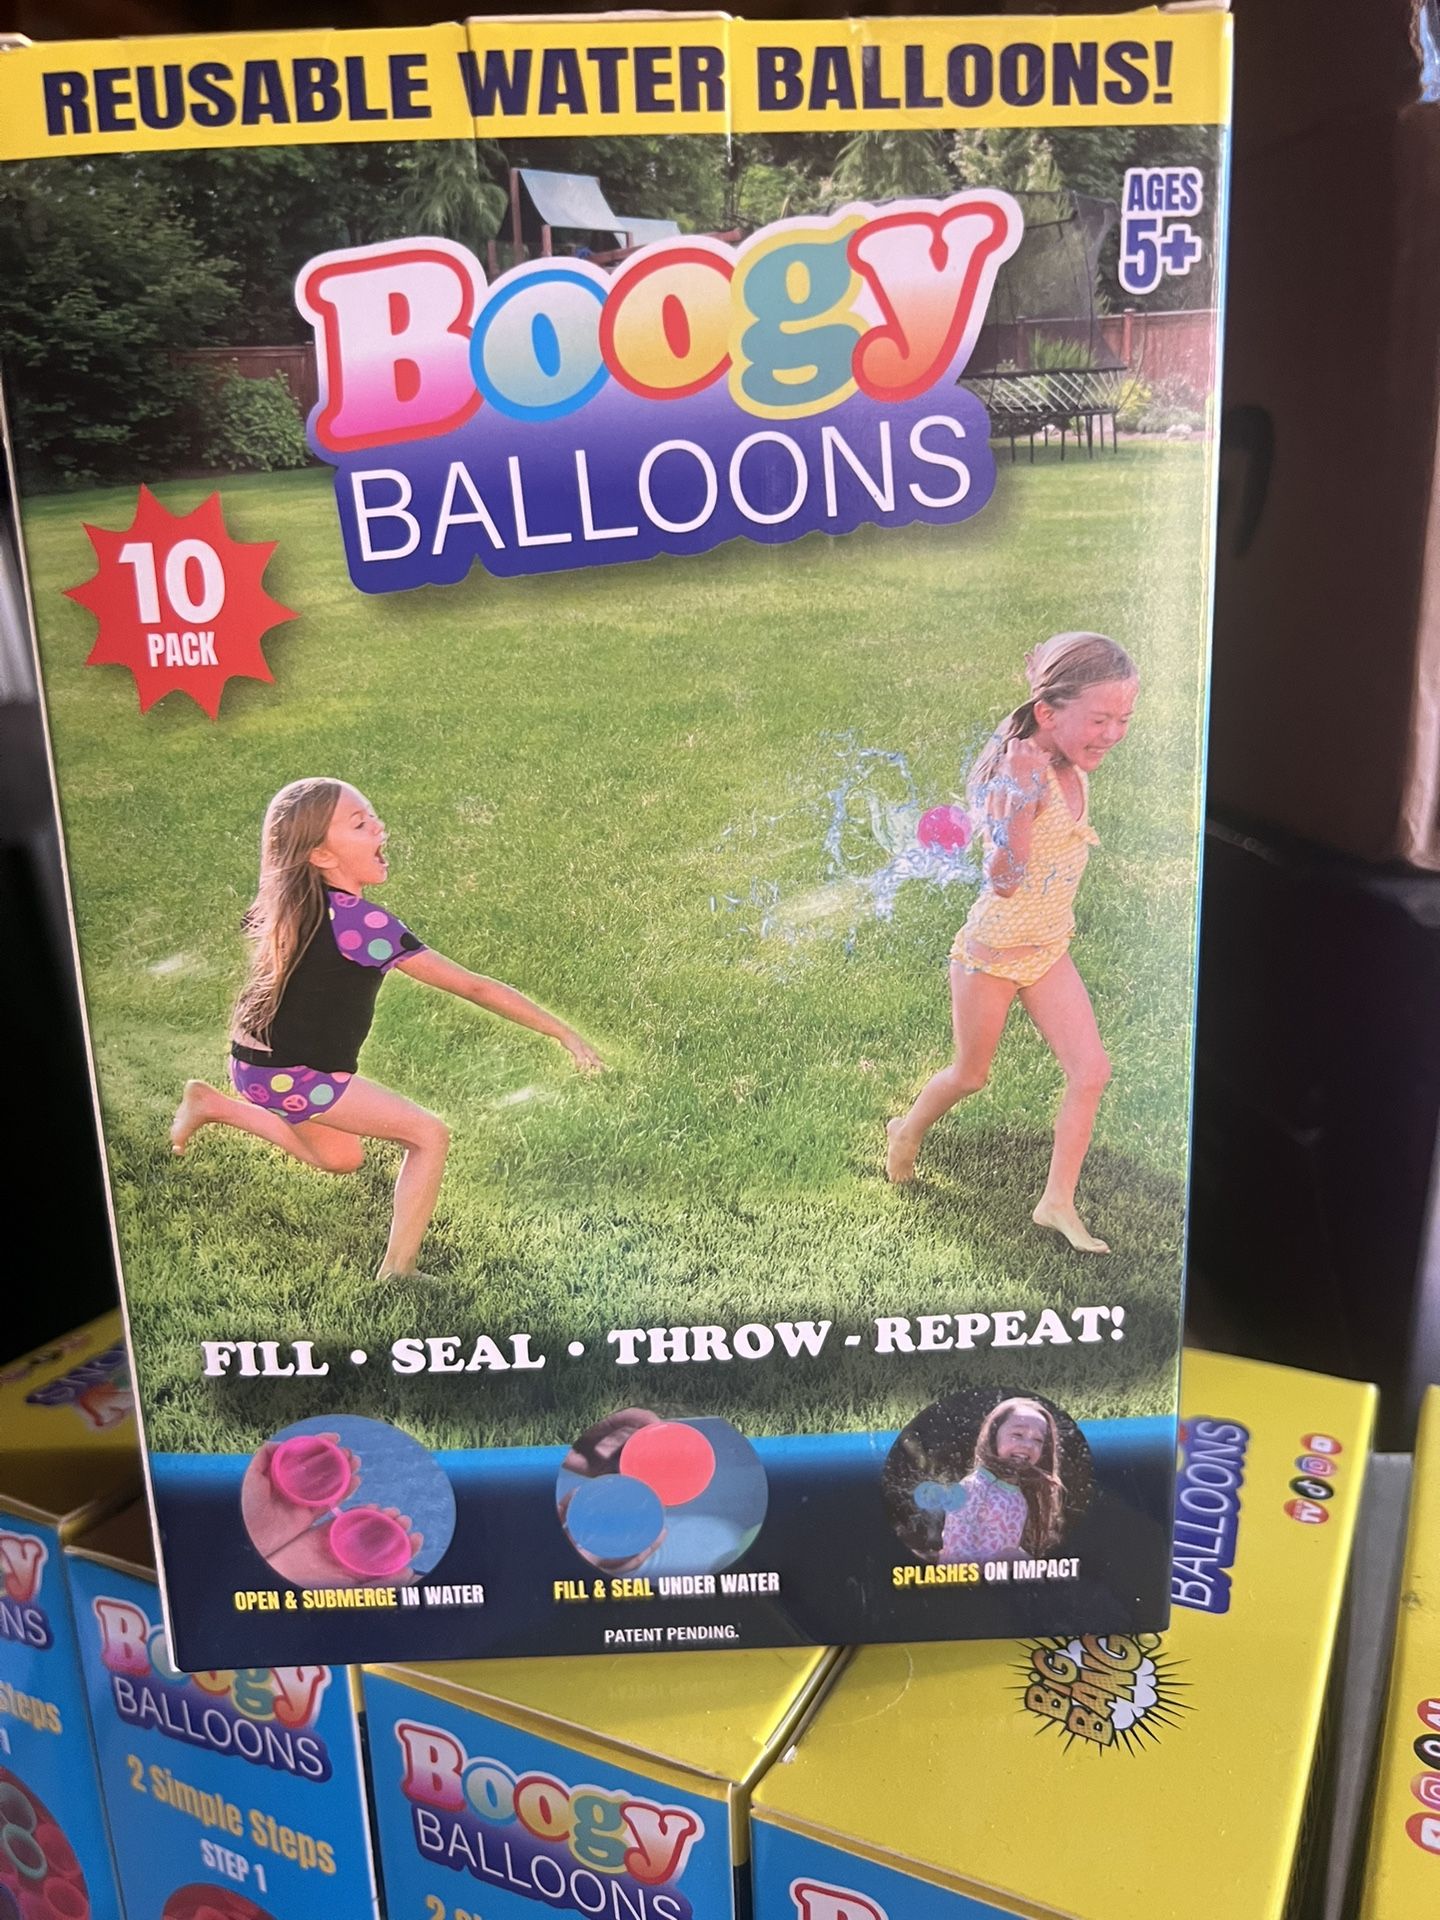 REUSABLE WATER BALLOONS!
AGES
5+
Boogy
BALLOONS
10
PACK
FILL • SEAL • THROW - REPEAT!
OPEN & SUBMERGE IN WATER
FILL & SEAL UNDER WATER
SPLASHES ON IMPACT
PATENT PENDING.
BALLOONS
BIG
BANG
Boogy
BALLOONS
2 Simple Steps
STEP 1
Boogy
BALLOONS